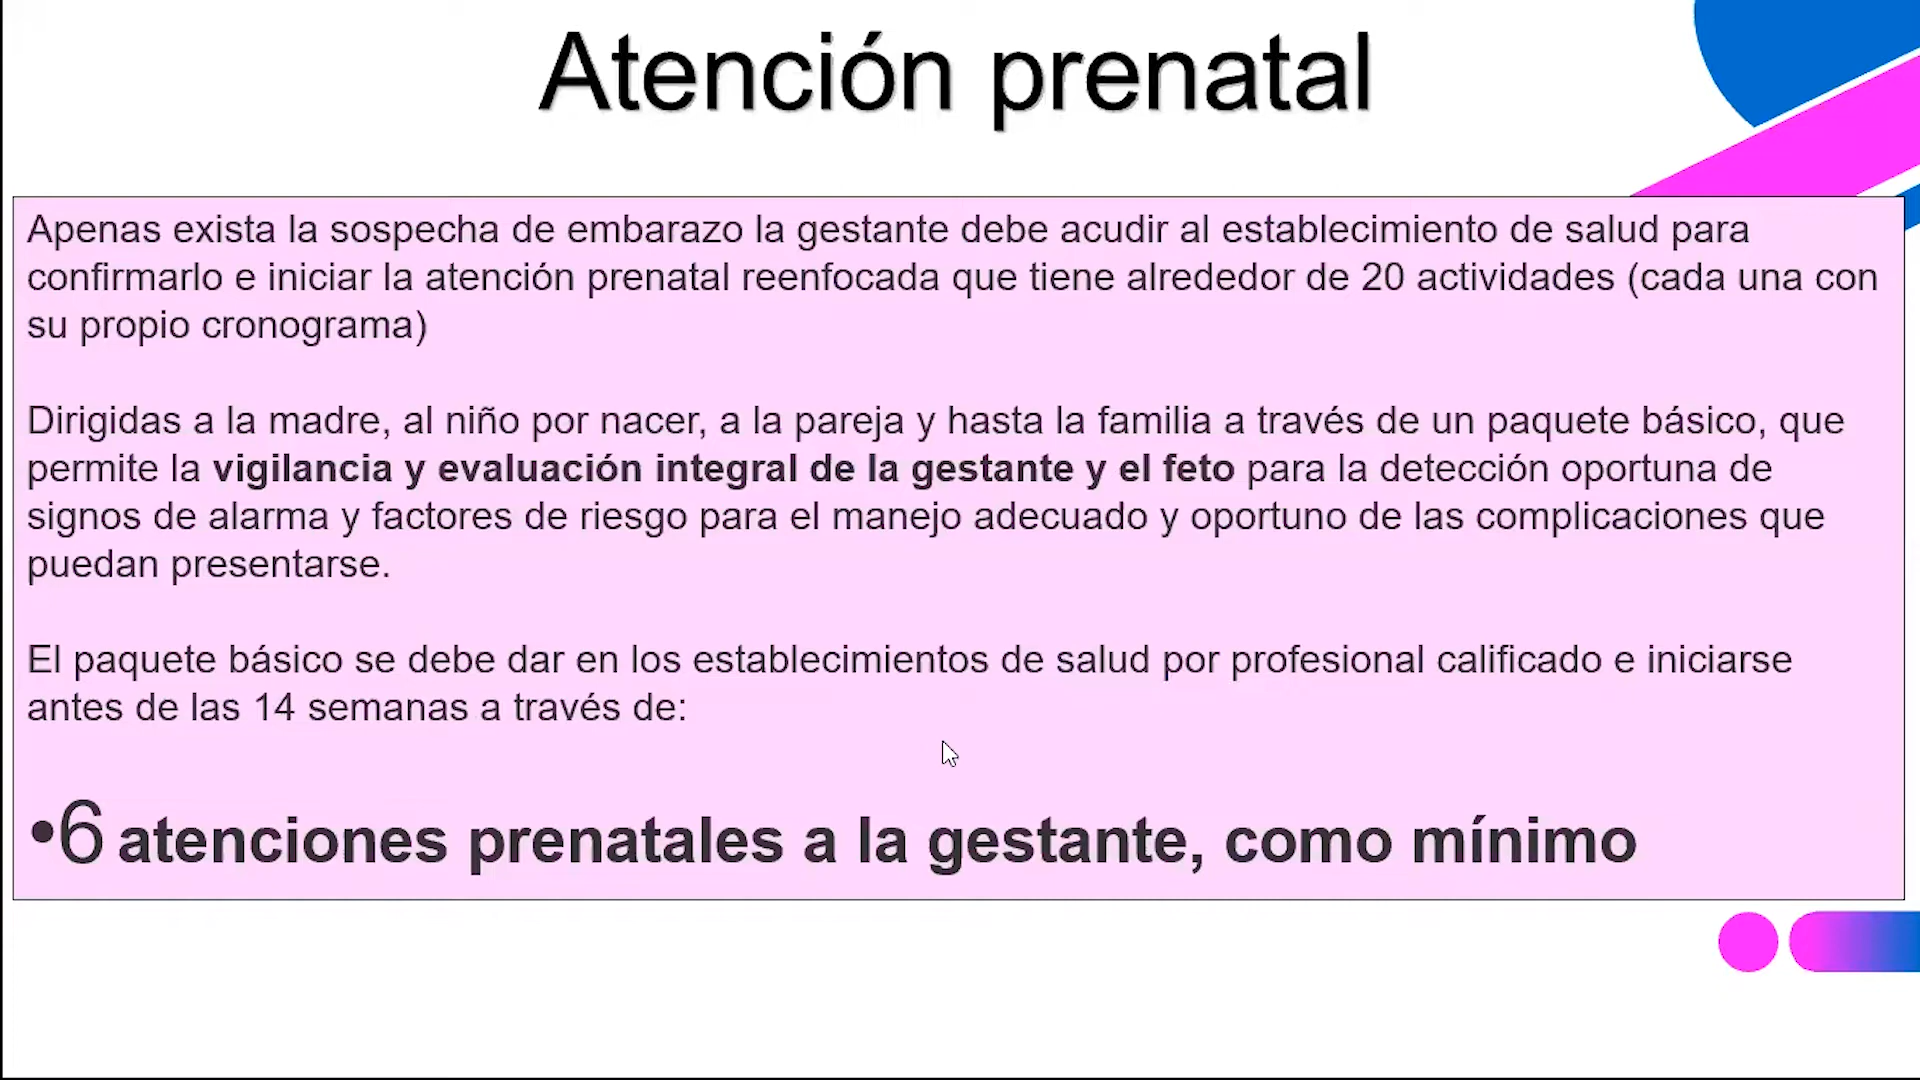 Atención prenatal
Apenas exista la sospecha de embarazo la gestante debe acudir al establecimiento de salud para
confirmarlo e iniciar la atención prenatal reenfocada que tiene alrededor de 20 actividades (cada una con
su propio cronograma)
Dirigidas a la madre, al niño por nacer, a la pareja y hasta la familia a través de un paquete básico, que
permite la vigilancia y evaluación integral de la gestante y el feto para la detección oportuna de
signos de alarma y factores de riesgo para el manejo adecuado y oportuno de las complicaciones que
puedan presentarse.
El paquete básico se debe dar en los establecimientos de salud por profesional calificado e iniciarse
antes de las 14 semanas a través de:
•6 atenciones prenatales a la gestante, como mínimo